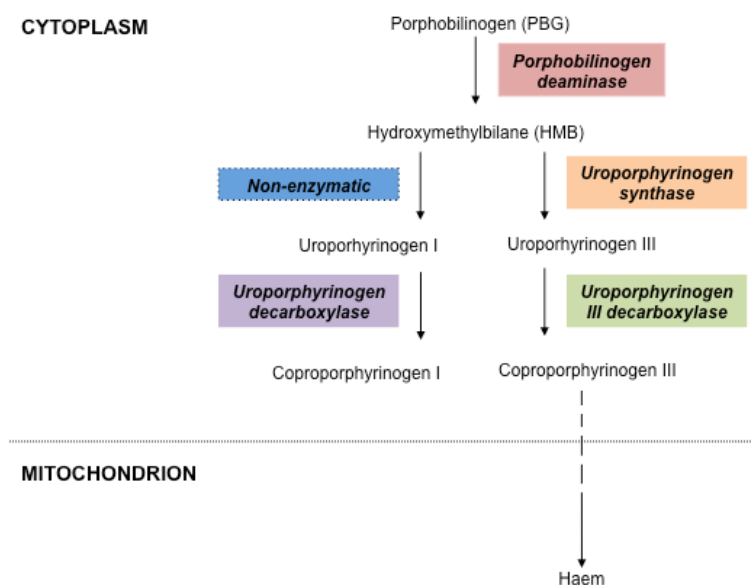 CYTOPLASM
Porphobilinogen (PBG)
Porphobilinogen
deaminase
Hydroxymethylbilane (HMB)
Non-enzymatic
Uroporphyrinogen
synthase
Uroporhyrinogen I
Uroporhyrinogen III
Uroporphyrinogen
decarboxylase
Uroporphyrinogen
III decarboxylase
Coproporphyrinogen I
Coproporphyrinogen III
MITOCHONDRION
Haem